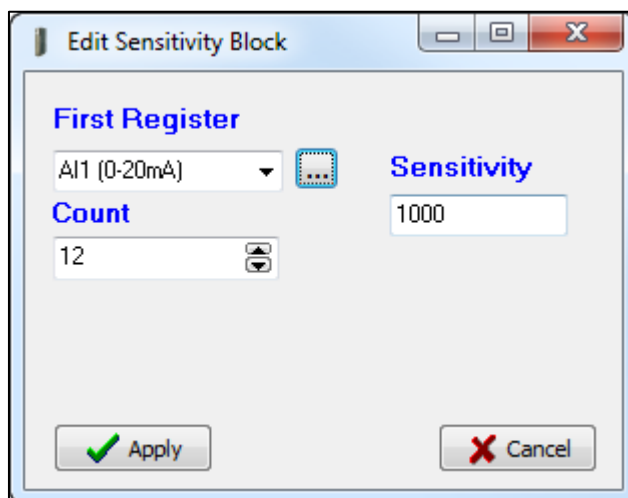 Edit Sensitivity Block
First Register
AI1 (0-20mA)
...
Sensitivity
Count
1000
12
Apply
Cancel